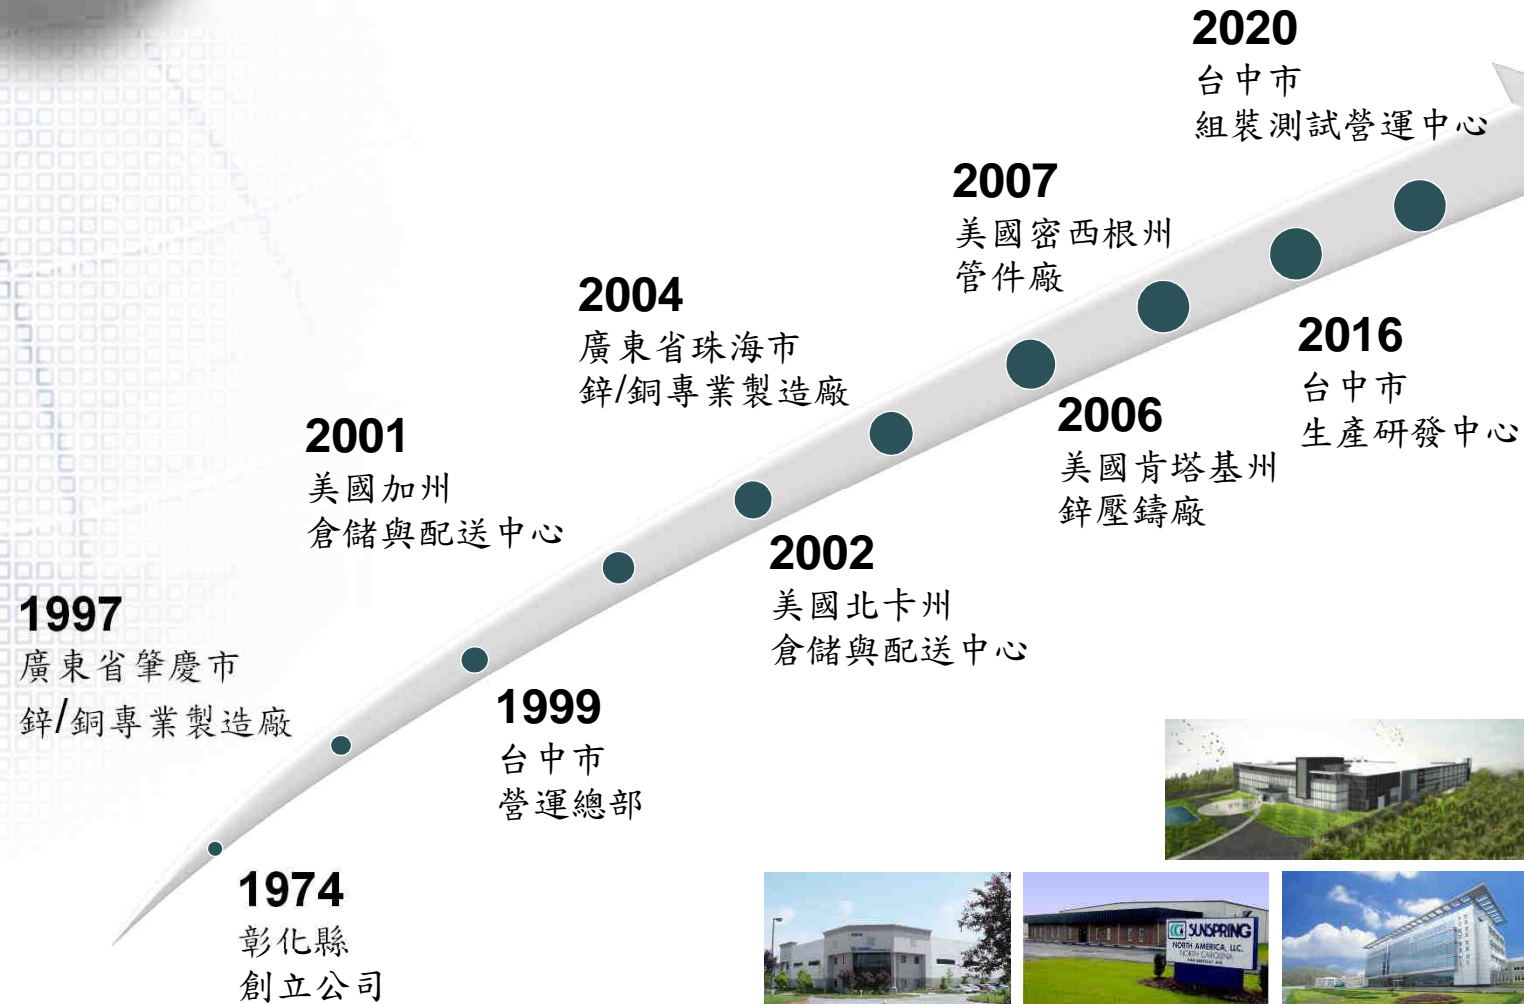 2020
台中市
組裝測試營運中心
2007
美國密西根州
管件廠
2004
廣東省珠海市
鋅/銅專業製造廠
2016
台中市
生產研發中心
2001
美國加州
倉儲與配送中心
2006
美國肯塔基州
鋅壓鑄廠
2002
美國北卡州
倉儲與配送中心
1997
廣東省肇慶市
鋅/銅專業製造廠
1999
台中市
營運總部
1974
彰化縣
創立公司
SUNSPRING
NORTH AMERICA, LLC.
NORTH CAROLINA